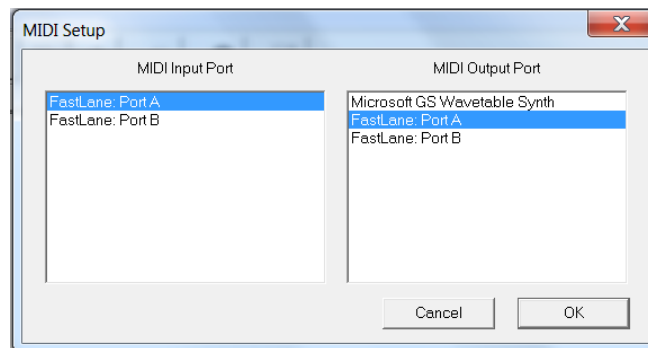 MIDI Setup
MIDI Input Port
MIDI Output Port
FastLane: Port A
FastLane: Port B
Microsoft GS Wavetable Synth
FastLane: Port A
FastLane: Port B
Cancel
OK